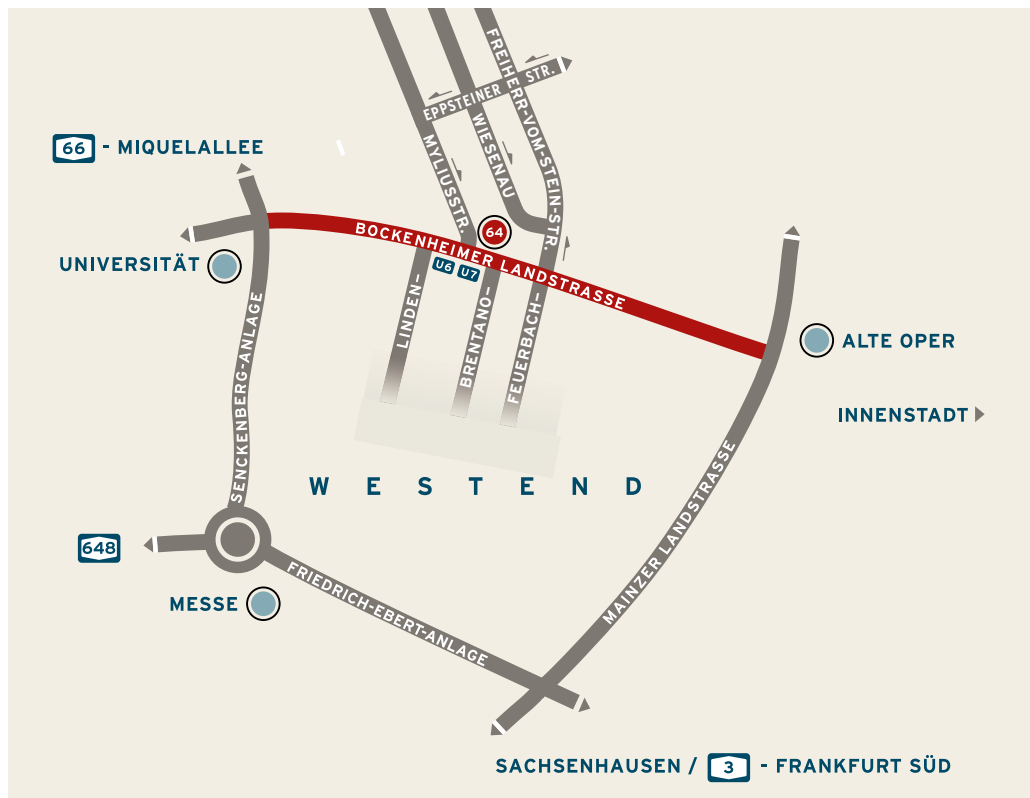 FREIHERR-VOM-STEIN-STR.
EPPSTEINER STR.
WIESENAU
MYLIUSSTR.
66 - MIQUELALLEE
64
BOCKENHEIMER LANDSTRASSE
U6 U7
UNIVERSITÄT
LINDEN-
BRENTANO-
FEUERBACH-
ALTE OPER
SENCKENBERG-ANLAGE
INNENSTADT
WESTEND
MAINZER LANDSTRASSE
648
MESSE
FRIEDRICH-EBERT-ANLAGE
SACHSENHAUSEN / 3 - FRANKFURT SÜD